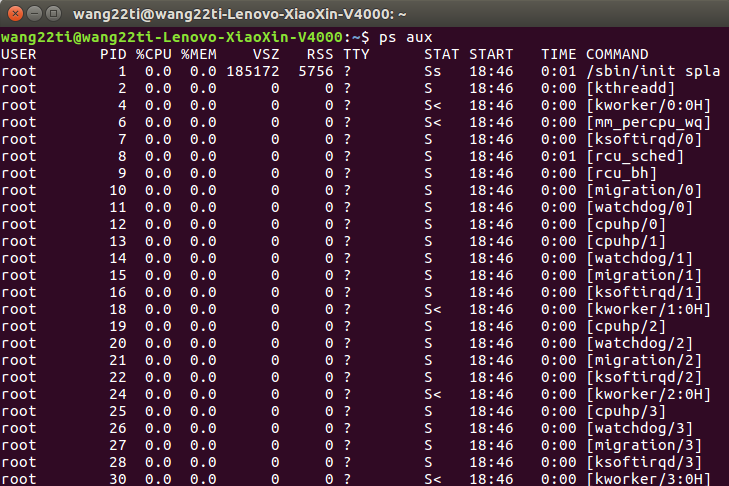 wang22ti@wang22ti-Lenovo-XiaoXin-V4000: ~
wang22ti@wang22ti-Lenovo-XiaoXin-V4000:~$ ps aux
USER       PID %CPU %MEM    VSZ   RSS TTY      STAT START   TIME COMMAND
root         1  0.0  0.0 185172  5756 ?        Ss   18:46   0:01 /sbin/init spla
root         2  0.0  0.0      0     0 ?        S    18:46   0:00 [kthreadd]
root         4  0.0  0.0      0     0 ?        S<   18:46   0:00 [kworker/0:0H]
root         6  0.0  0.0      0     0 ?        S<   18:46   0:00 [mm_percpu_wq]
root         7  0.0  0.0      0     0 ?        S    18:46   0:00 [ksoftirqd/0]
root         8  0.0  0.0      0     0 ?        S    18:46   0:01 [rcu_sched]
root         9  0.0  0.0      0     0 ?        S    18:46   0:00 [rcu_bh]
root        10  0.0  0.0      0     0 ?        S    18:46   0:00 [migration/0]
root        11  0.0  0.0      0     0 ?        S    18:46   0:00 [watchdog/0]
root        12  0.0  0.0      0     0 ?        S    18:46   0:00 [cpuhp/0]
root        13  0.0  0.0      0     0 ?        S    18:46   0:00 [cpuhp/1]
root        14  0.0  0.0      0     0 ?        S    18:46   0:00 [watchdog/1]
root        15  0.0  0.0      0     0 ?        S    18:46   0:00 [migration/1]
root        16  0.0  0.0      0     0 ?        S    18:46   0:00 [ksoftirqd/1]
root        18  0.0  0.0      0     0 ?        S<   18:46   0:00 [kworker/1:0H]
root        19  0.0  0.0      0     0 ?        S    18:46   0:00 [cpuhp/2]
root        20  0.0  0.0      0     0 ?        S    18:46   0:00 [watchdog/2]
root        21  0.0  0.0      0     0 ?        S    18:46   0:00 [migration/2]
root        22  0.0  0.0      0     0 ?        S    18:46   0:00 [ksoftirqd/2]
root        24  0.0  0.0      0     0 ?        S<   18:46   0:00 [kworker/2:0H]
root        25  0.0  0.0      0     0 ?        S    18:46   0:00 [cpuhp/3]
root        26  0.0  0.0      0     0 ?        S    18:46   0:00 [watchdog/3]
root        27  0.0  0.0      0     0 ?        S    18:46   0:00 [migration/3]
root        28  0.0  0.0      0     0 ?        S    18:46   0:00 [ksoftirqd/3]
root        30  0.0  0.0      0     0 ?        S<   18:46   0:00 [kworker/3:0H]